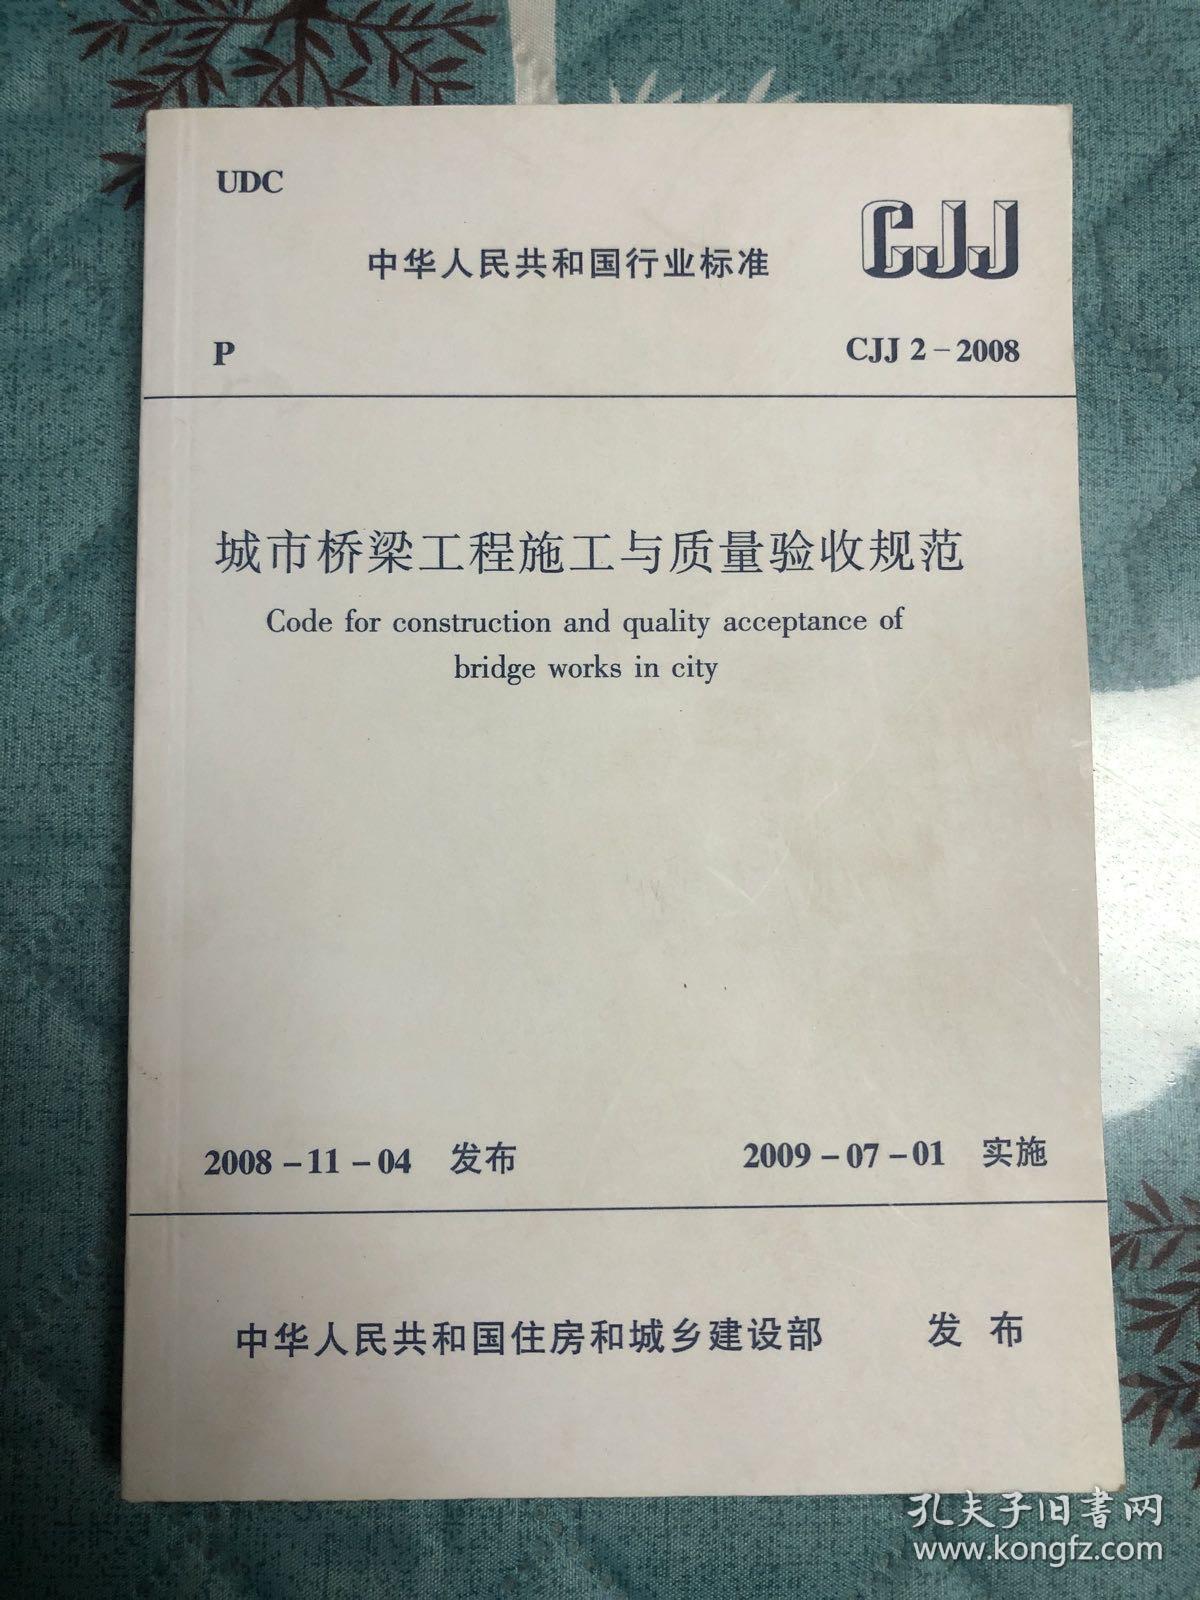 UDC
CJJ
中华人民共和国行业标准
P
CJJ 2－2008
城市桥梁工程施工与质量验收规范
Code for construction and quality acceptance of
bridge works in city
2008－11－04 发布
2009－07－01 实施
中华人民共和国住房和城乡建设部 发 布
孔夫子旧书网
www.kongfz.com